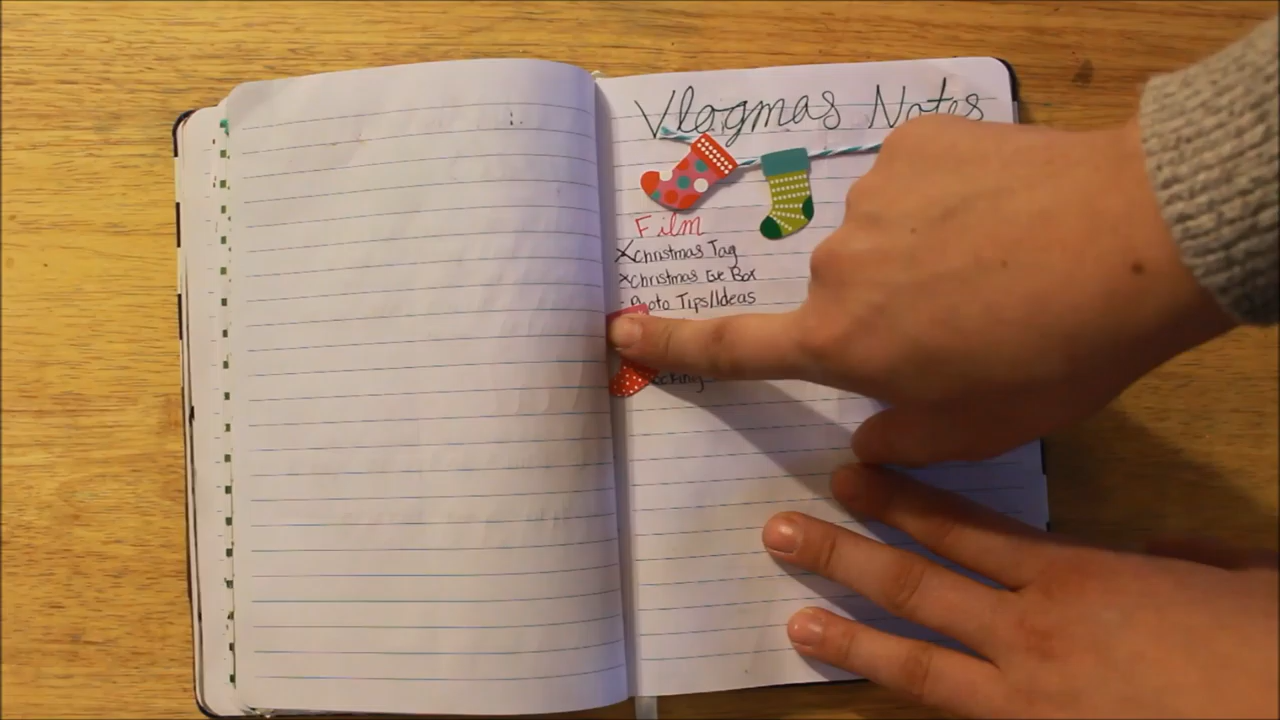 Vlogmas Notes
Film
X Christmas Tag
X Christmas Eve Box
- Photo Tips/Ideas